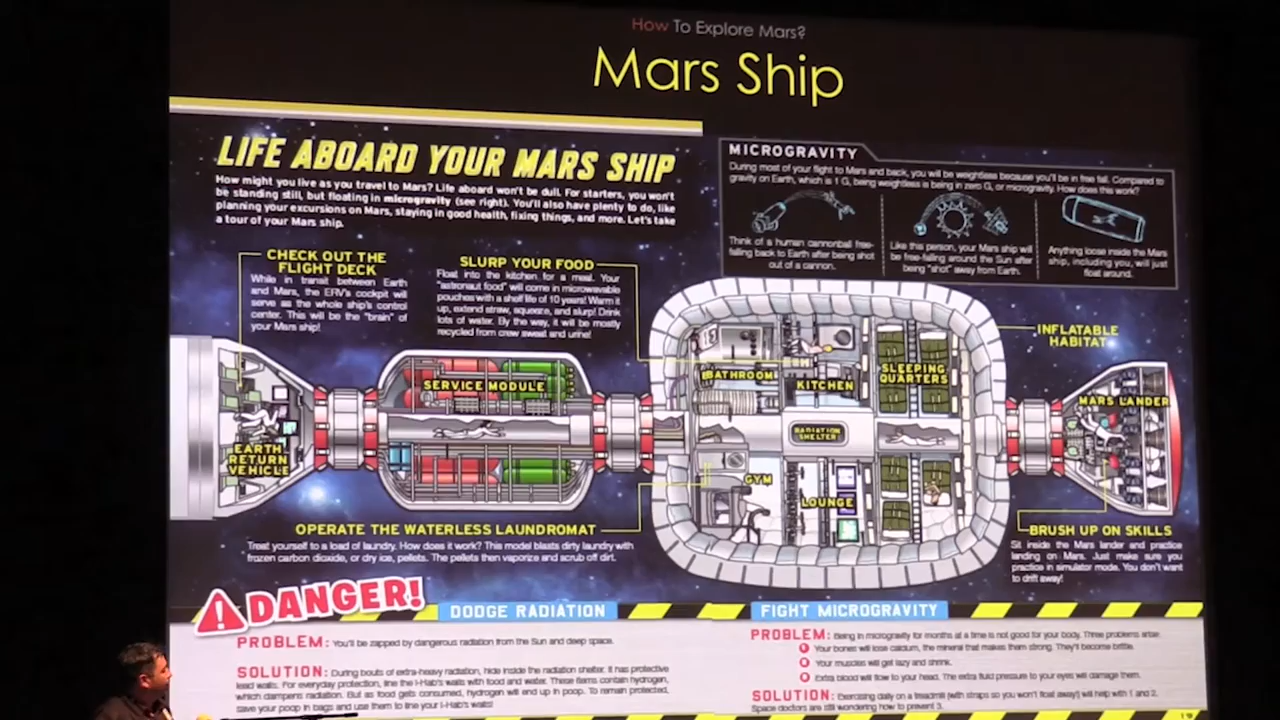 How To Explore Mars?
Mars Ship
LIFE ABOARD YOUR MARS SHIP
How might you live as you travel to Mars? Life aboard won't be dull. For starters, you won't
be standing still, but floating in microgravity (see right). You'll also have plenty to do, like
planning your excursions on Mars, staying in good health, fixing things, and more. Let's take
a tour of your Mars ship.
MICROGRAVITY
During most of your flight to Mars and back, you will be weightless because you'll be in free fall. Compared to
gravity on Earth, which is 1 G, being weightless is being in zero G, or microgravity. How does this work?
Think of a human cannonball free-
falling back to Earth after being shot
out of a cannon.
Like this person, your Mars ship will
be free-falling around the Sun after
being "shot" away from Earth.
Anything loose inside the Mars
ship, including you, will just
float around.
CHECK OUT THE
FLIGHT DECK
While in transit between Earth
and Mars, the ERV's cockpit will
serve as the whole ship's control
center. This will be the "brain" of
your Mars ship!
SLURP YOUR FOOD
Float into the kitchen for a meal. Your
"astronaut food" will come in microwavable
pouches with a shelf life of 10 years! Warm it
up, extend straw, squeeze, and slurp! Drink
lots of water. By the way, it will be mostly
recycled from crew sweat and urine!
INFLATABLE
HABITAT
SERVICE MODULE
BATHROOM
KITCHEN
SLEEPING
QUARTERS
MARS LANDER
EARTH
RETURN
VEHICLE
RADIATION
SHELTER
GYM
LOUNGE
OPERATE THE WATERLESS LAUNDROMAT
Treat yourself to a load of laundry. How does it work? This model blasts dirty laundry with
frozen carbon dioxide, or dry ice, pellets. The pellets then vaporize and scrub off dirt.
BRUSH UP ON SKILLS
Sit inside the Mars lander and practice
landing on Mars. Just make sure you
practice in simulator mode. You don't want
to drift away!
DANGER!
DODGE RADIATION
PROBLEM: You'll be zapped by dangerous radiation from the Sun and deep space.
SOLUTION: During bouts of extra-heavy radiation, hide inside the radiation shelter. It has protective
lead walls. For everyday protection, line the I-Hab's walls with food and water. These items contain hydrogen,
which dampens radiation. But as food gets consumed, hydrogen will end up in poop. To remain protected,
save your poop in bags and use them to line your I-Hab's walls!
FIGHT MICROGRAVITY
PROBLEM: Being in microgravity for months at a time is not good for your body. Three problems arise:
1 Your bones will lose calcium, the mineral that makes them strong. They'll become brittle.
2 Your muscles will get lazy and shrink.
3 Extra blood will flow to your head. The extra fluid pressure to your eyes will damage them.
SOLUTION: Exercising daily on a treadmill (with straps so you won't float away!) will help with 1 and 2.
Space doctors are still wondering how to prevent 3.